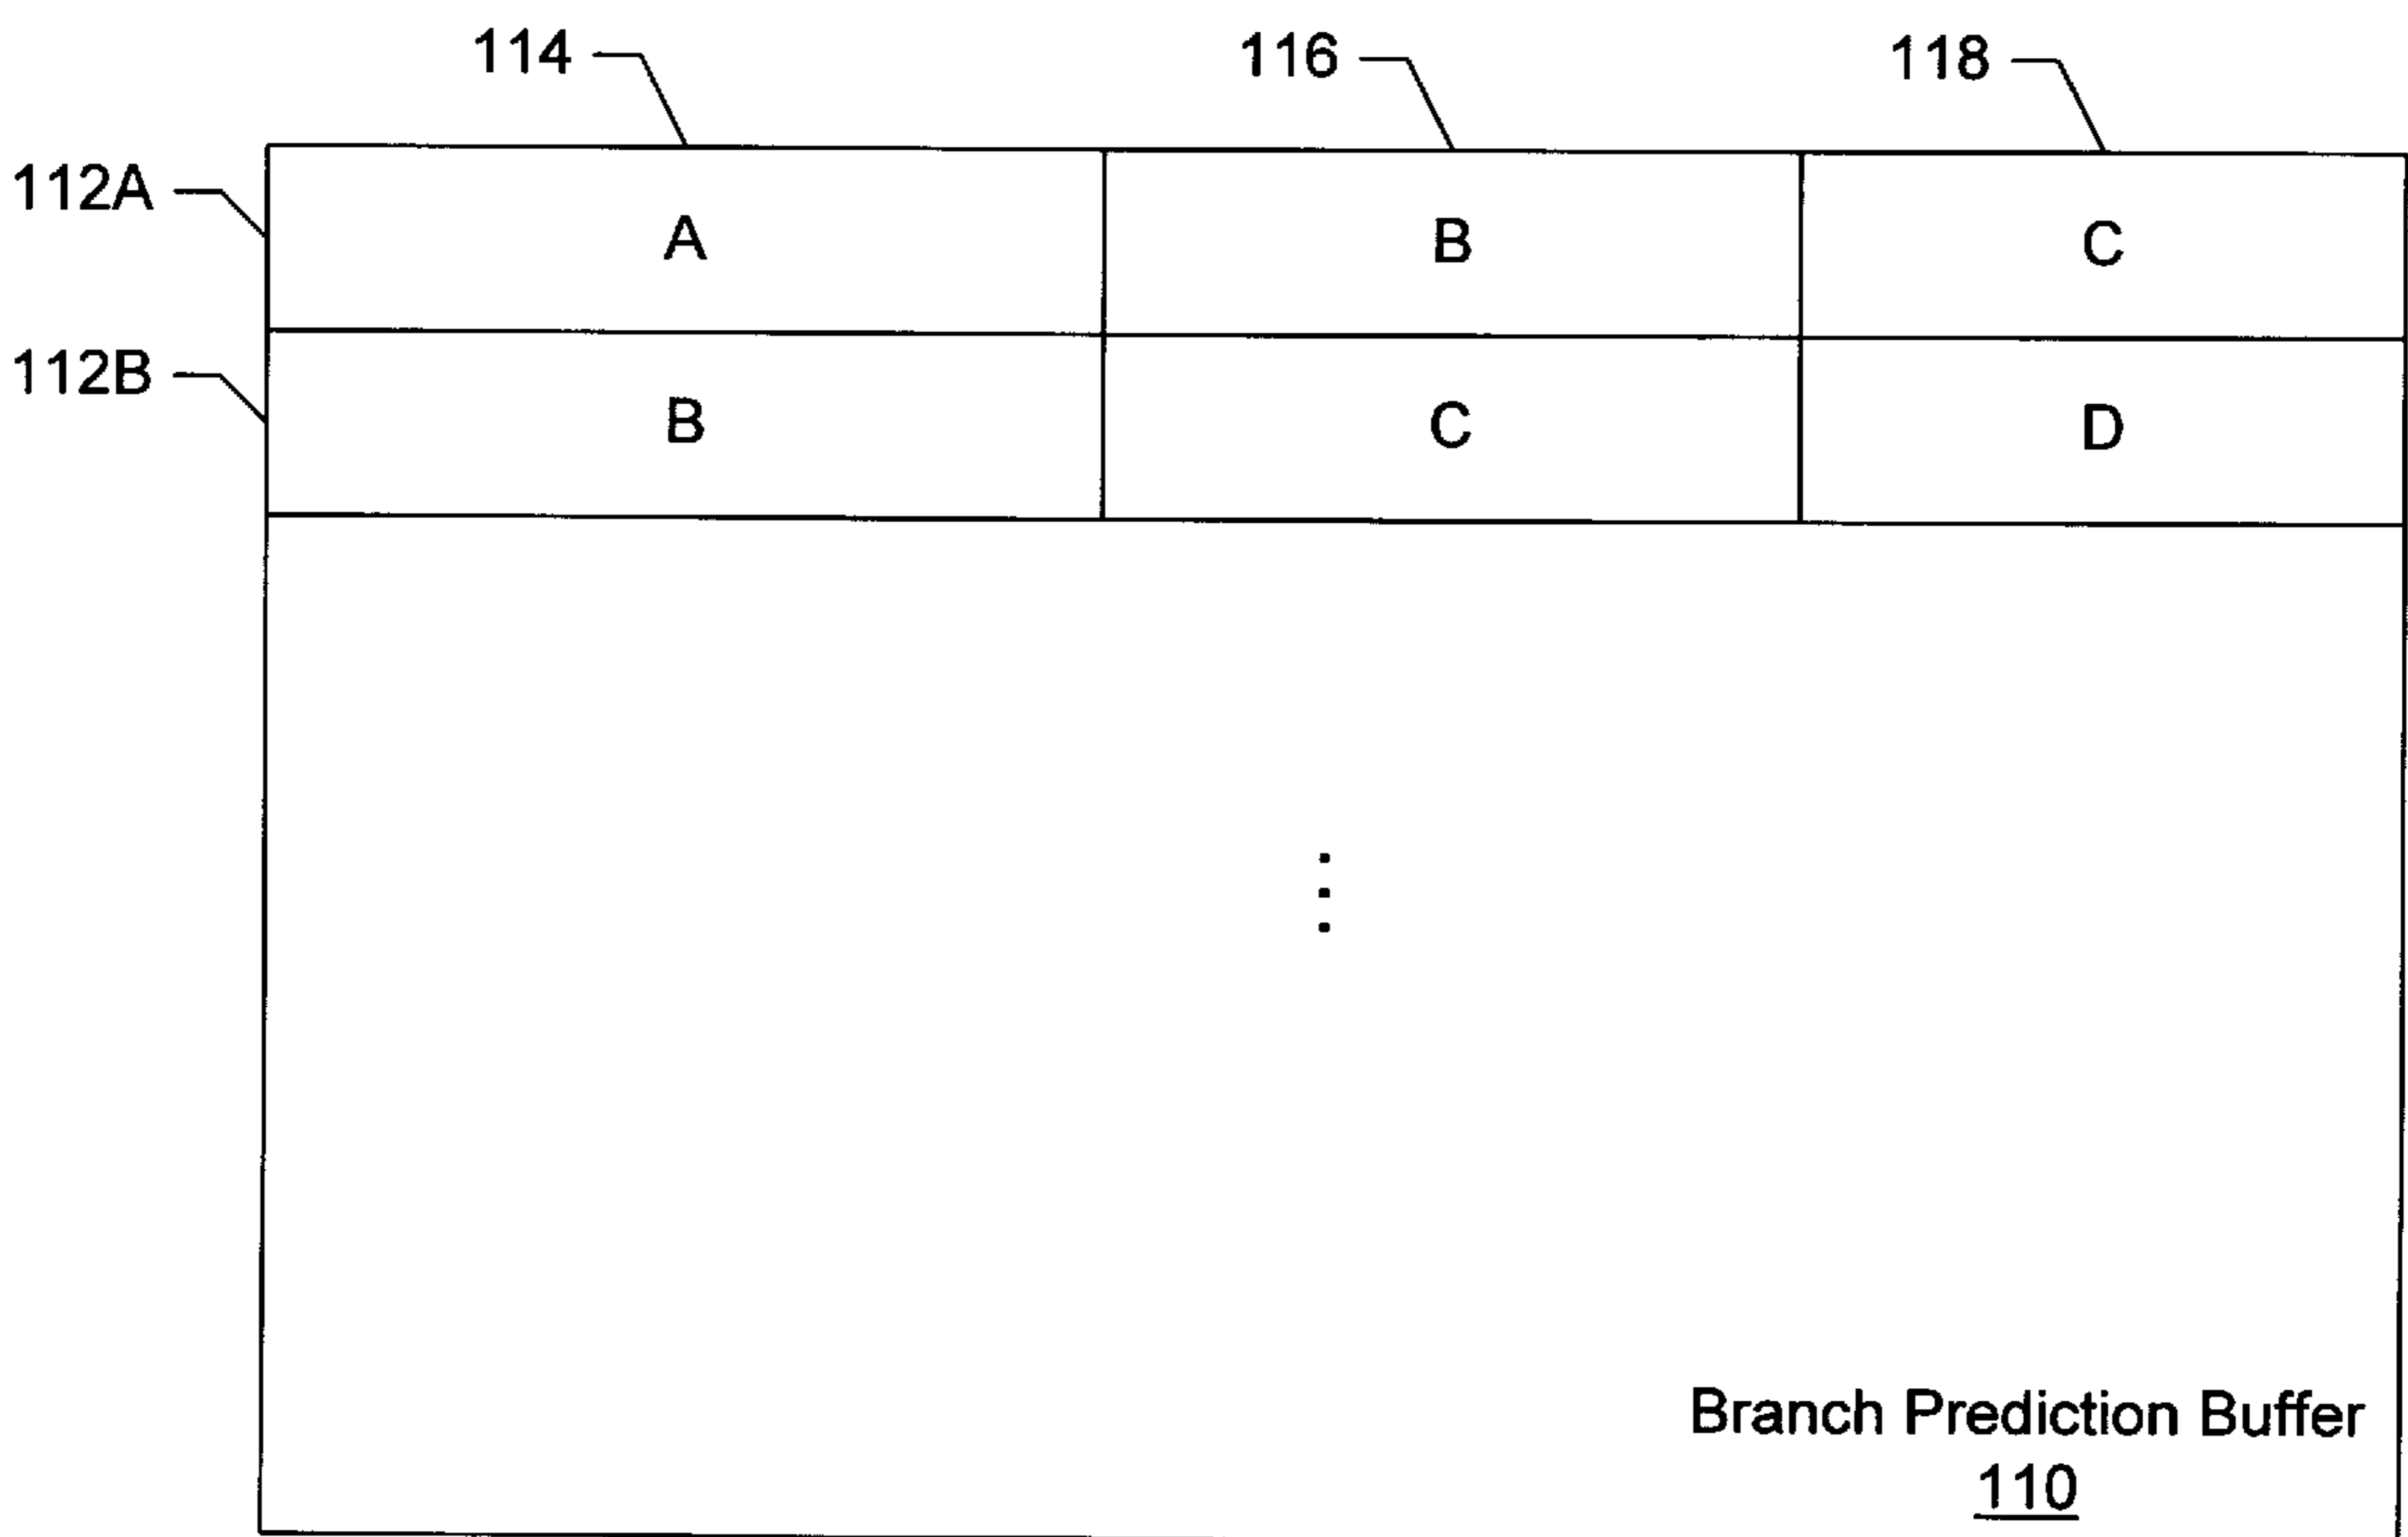 114 116 118
112A A B C
112B B C D
Branch Prediction Buffer
110